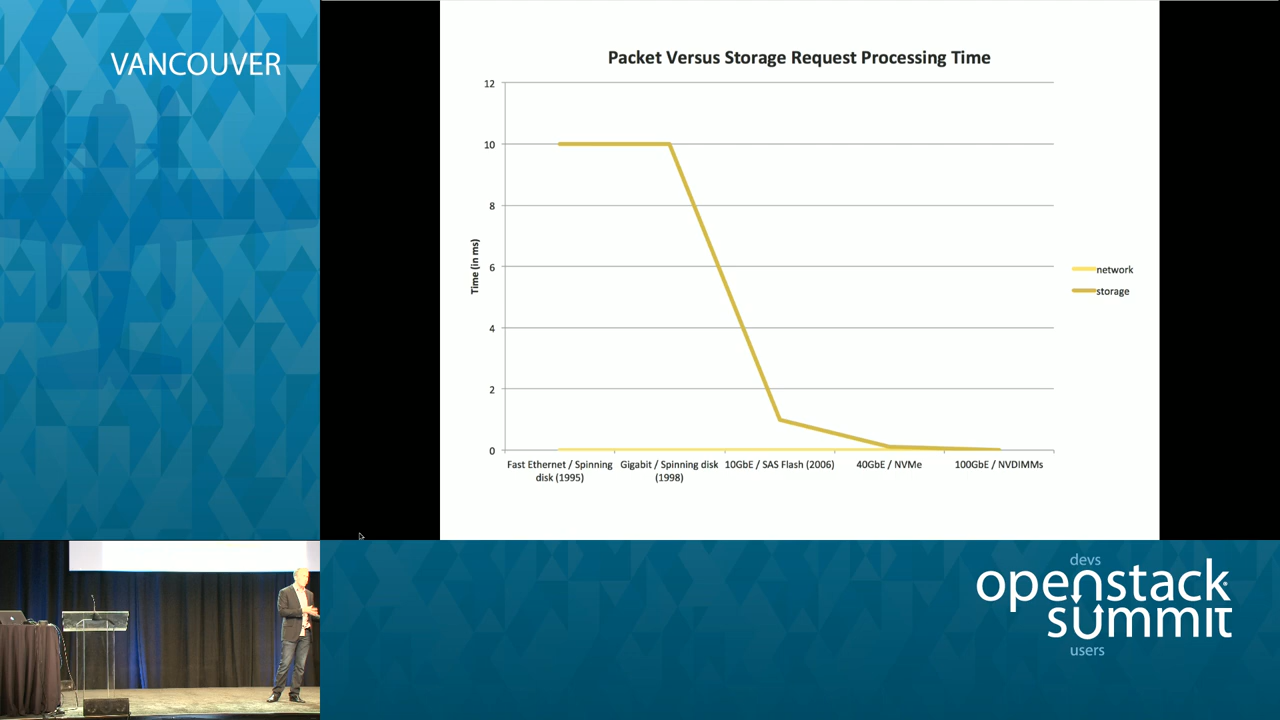 VANCOUVER
Packet Versus Storage Request Processing Time
12
10
8
6
4
2
0
Time (in ms)
Fast Ethernet / Spinning
disk (1995)
Gigabit / Spinning disk
(1998)
10GbE / SAS Flash (2006)
40GbE / NVMe
100GbE / NVDIMMs
network
storage
devs
openstack
summit
users